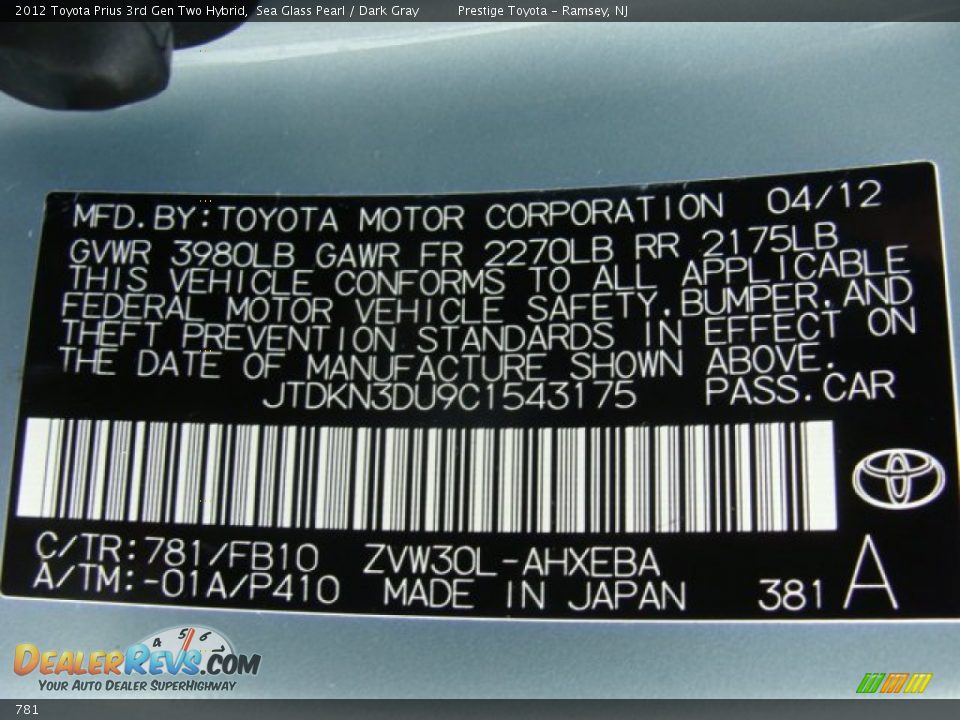 2012 Toyota Prius 3rd Gen Two Hybrid, Sea Glass Pearl / Dark Gray Prestige Toyota - Ramsey, NJ
MFD.BY:TOYOTA MOTOR CORPORATION 04/12
GVWR 3980LB GAWR FR 2270LB RR 2175LB
THIS VEHICLE CONFORMS TO ALL APPLICABLE
FEDERAL MOTOR VEHICLE SAFETY,BUMPER,AND
THEFT PREVENTION STANDARDS IN EFFECT ON
THE DATE OF MANUFACTURE SHOWN ABOVE.
JTDKN3DU9C1543175 PASS.CAR
C/TR:781/FB10 ZVW30L-AHXEBA
A/TM:-01A/P410 MADE IN JAPAN 381 A
4 5 6
DEALERREVS.COM
YOUR AUTO DEALER SUPERHIGHWAY
781